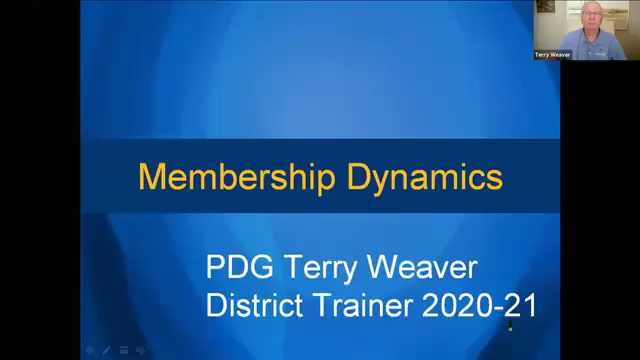 Terry Weaver
Membership Dynamics
PDG Terry Weaver
District Trainer 2020-21